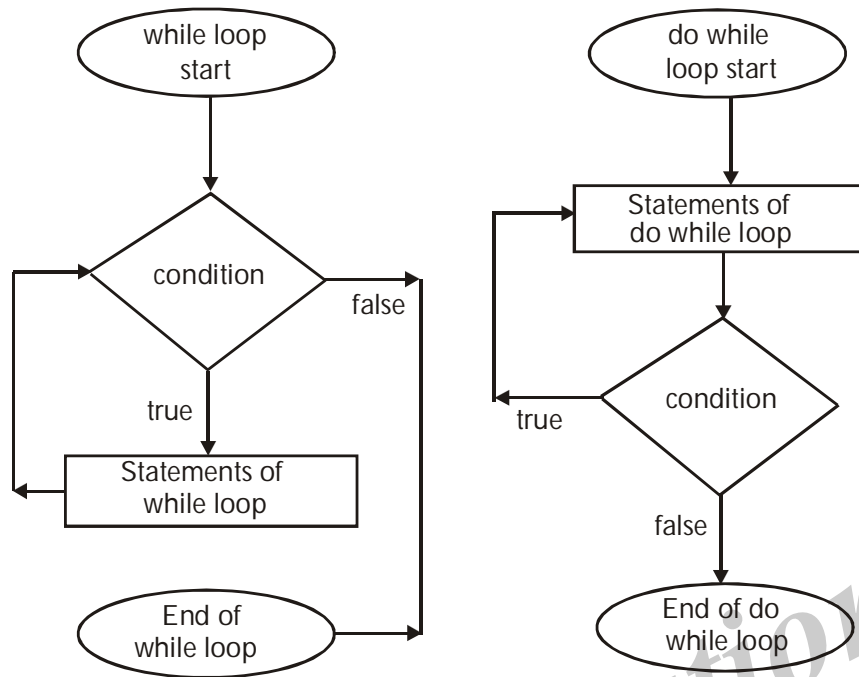 while loop
start
condition
false
true
Statements of
while loop
End of
while loop
do while
loop start
Statements of
do while loop
condition
true
false
End of do
while loop